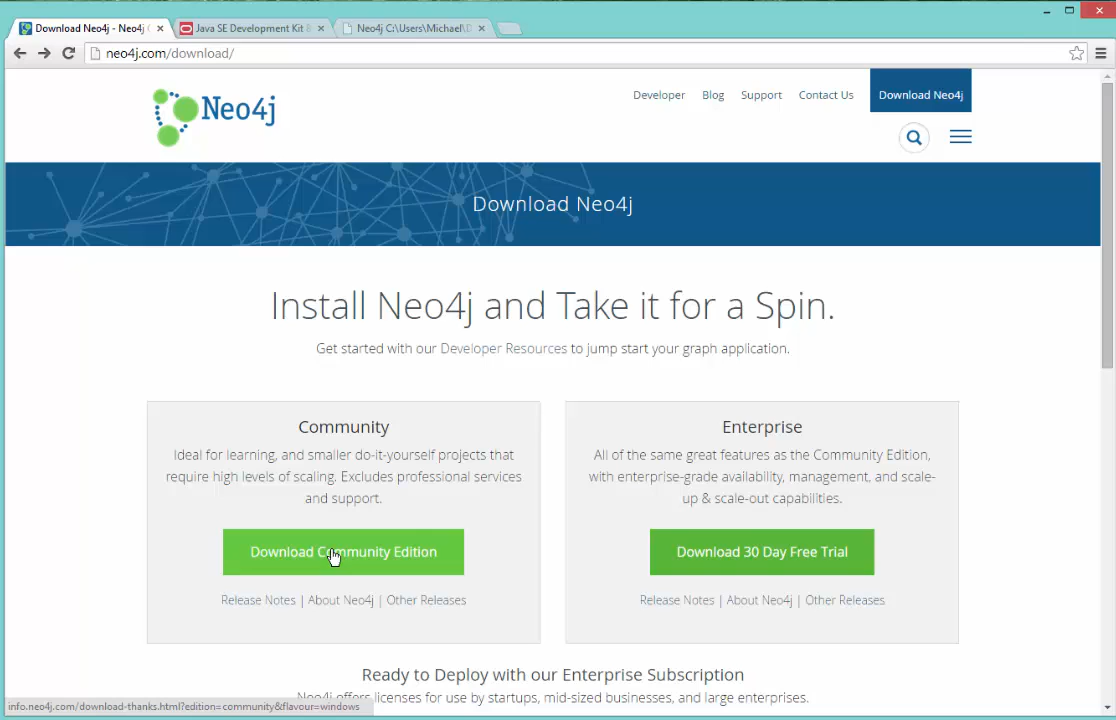 Download Neo4j - Neo4j
Java SE Development Kit
Neo4j C:\Users\Michael\D
neo4j.com/download/
Neo4j
Developer Blog Support Contact Us Download Neo4j
Download Neo4j
Install Neo4j and Take it for a Spin.
Get started with our Developer Resources to jump start your graph application.
Community
Ideal for learning, and smaller do-it-yourself projects that
require high levels of scaling. Excludes professional services
and support.
Download Community Edition
Release Notes | About Neo4j | Other Releases
Enterprise
All of the same great features as the Community Edition,
with enterprise-grade availability, management, and scale-
up & scale-out capabilities.
Download 30 Day Free Trial
Release Notes | About Neo4j | Other Releases
Ready to Deploy with our Enterprise Subscription
Neo4j offers licenses for use by startups, mid-sized businesses, and large enterprises.
info.neo4j.com/download-thanks.html?edition=community&flavour=windows